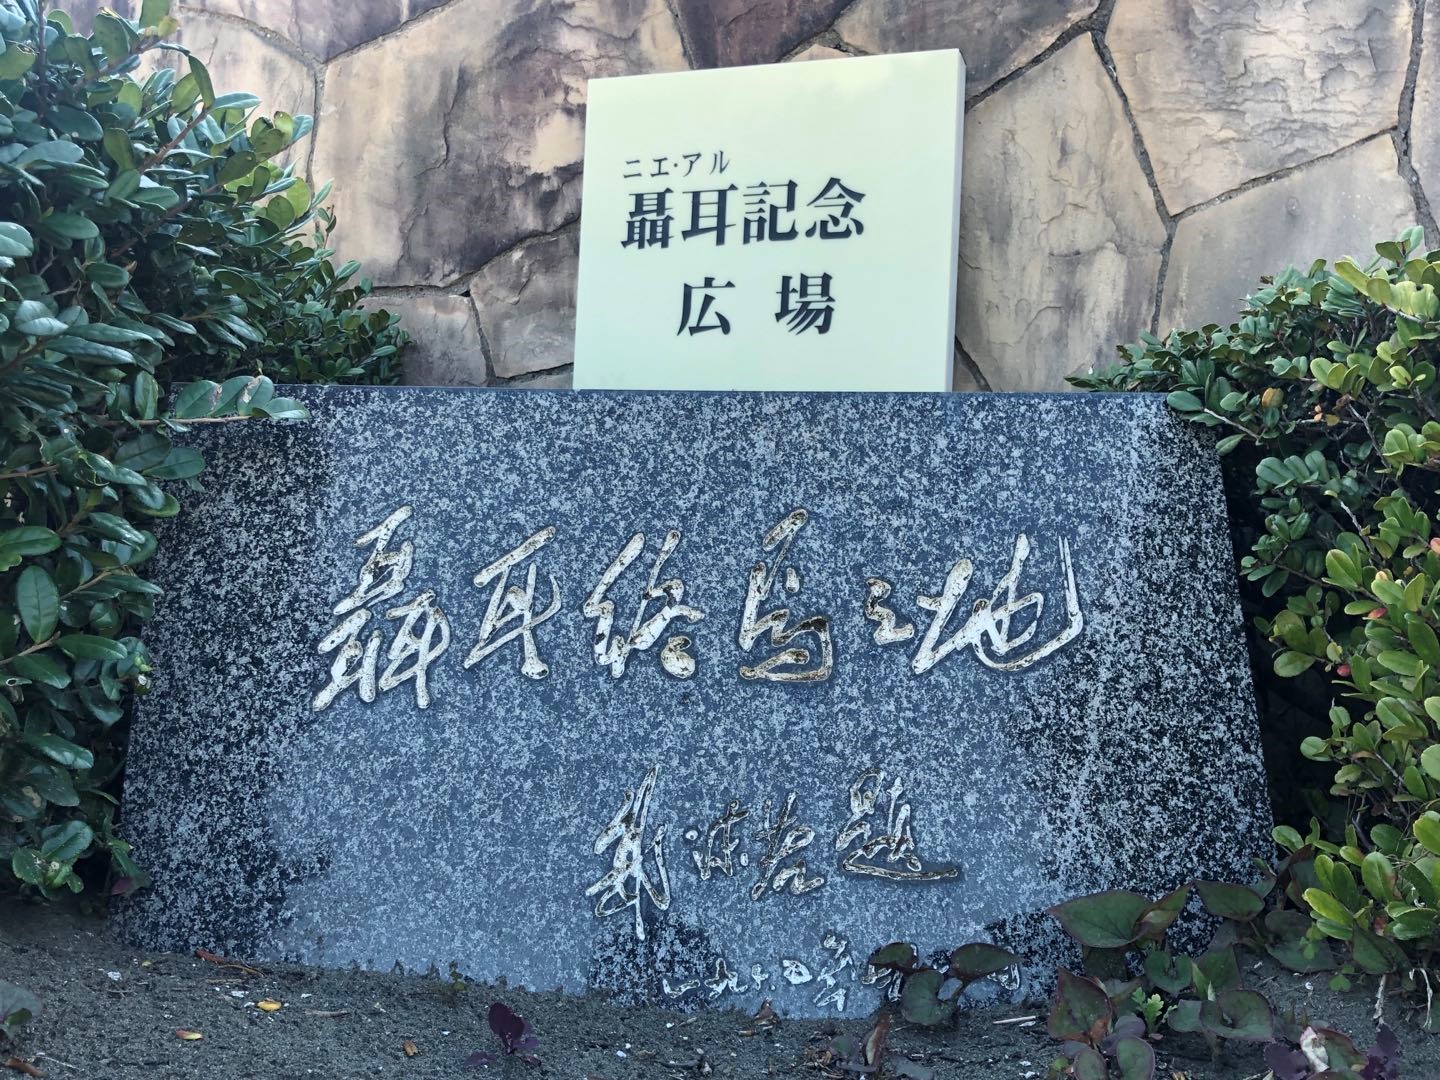 ニエ・アル
聶耳記念
広場
聶耳終焉之地
郭沫若題